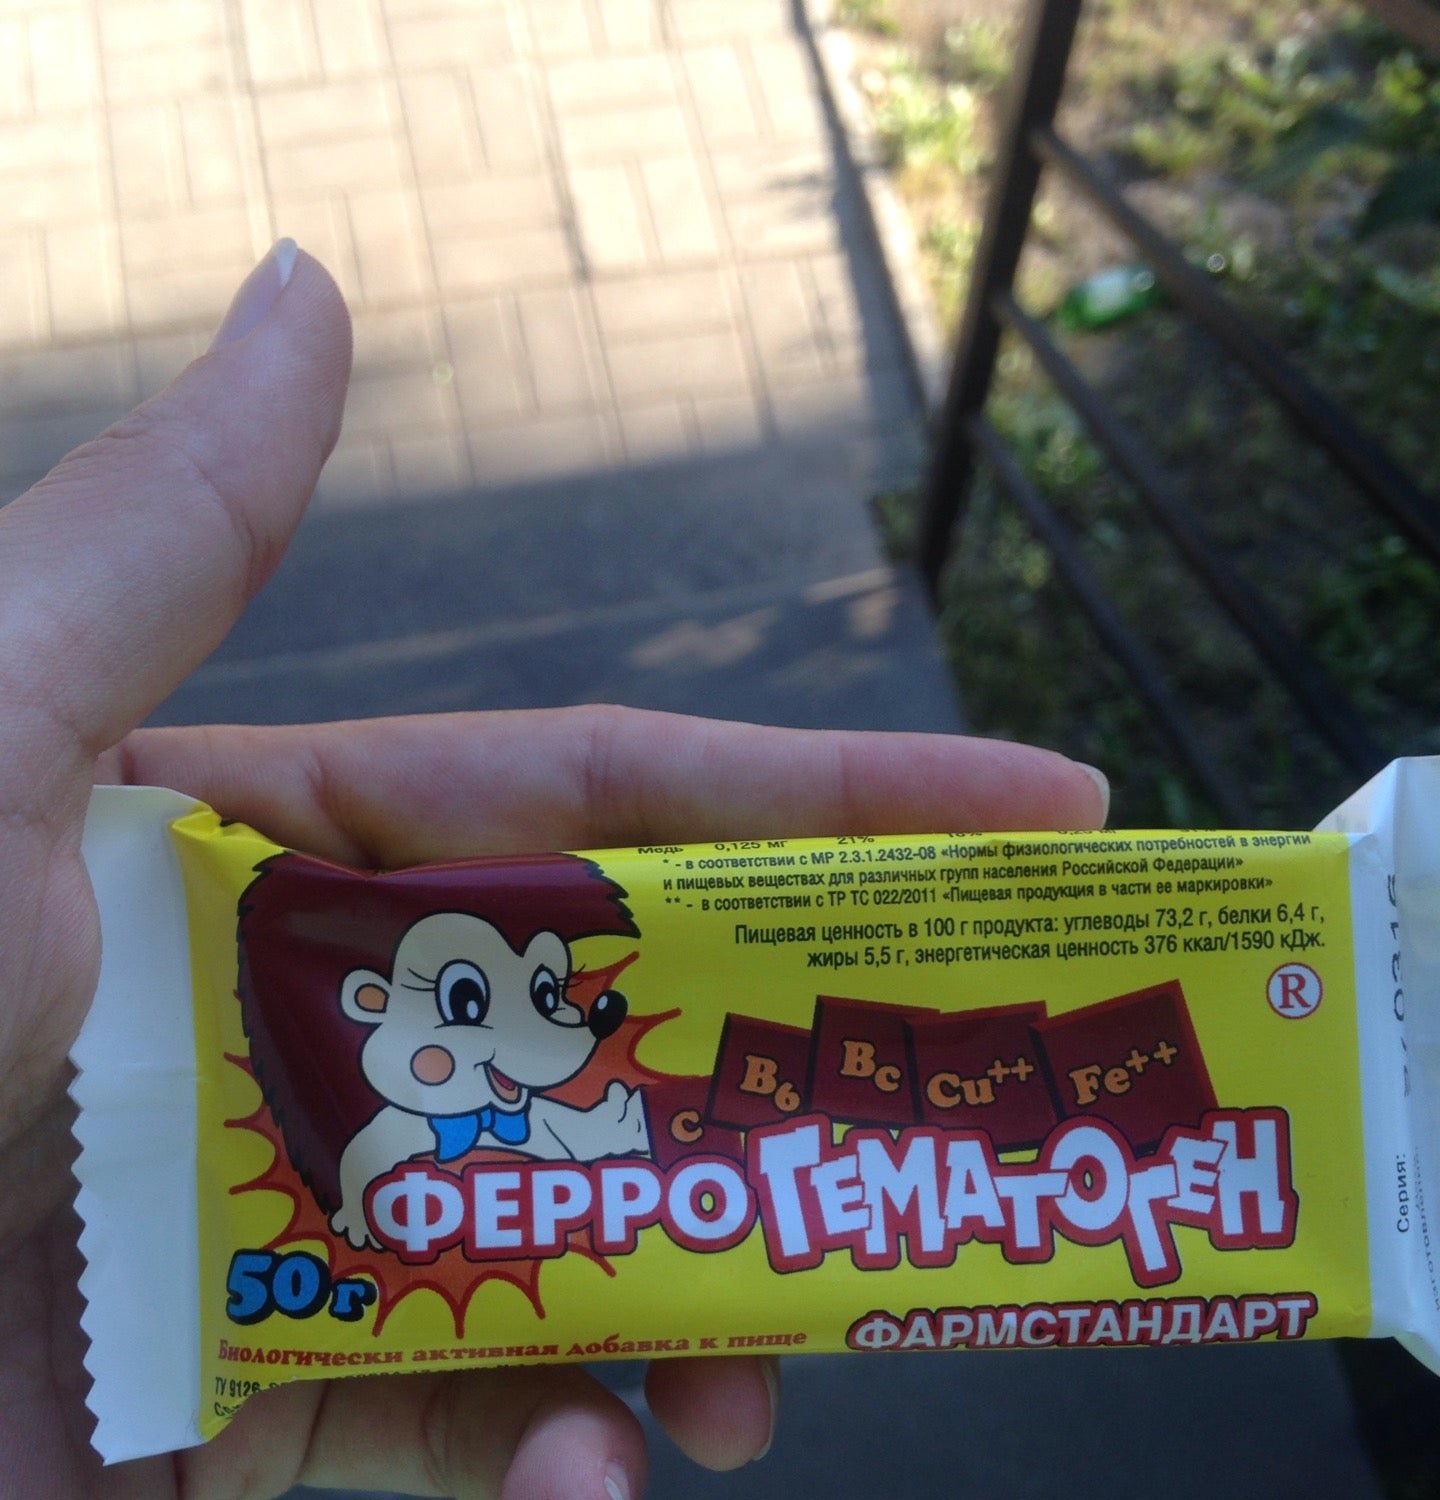 Медь 0,125 мг 21%
* - в соответствии с МР 2.3.1.2432-08 «Нормы физиологических потребностей в энергии
и пищевых веществах для различных групп населения Российской Федерации»
** - в соответствии с ТР ТС 022/2011 «Пищевая продукция в части ее маркировки»
Пищевая ценность в 100 г продукта: углеводы 73,2 г, белки 6,4 г,
жиры 5,5 г, энергетическая ценность 376 ккал/1590 кДж.
®
C B6 Bc Cu++ Fe++
ФЕРРОГЕМАТОГЕН
50 г
ФАРМСТАНДАРТ
Биологически активная добавка к пище
ТУ 9126
Серия: